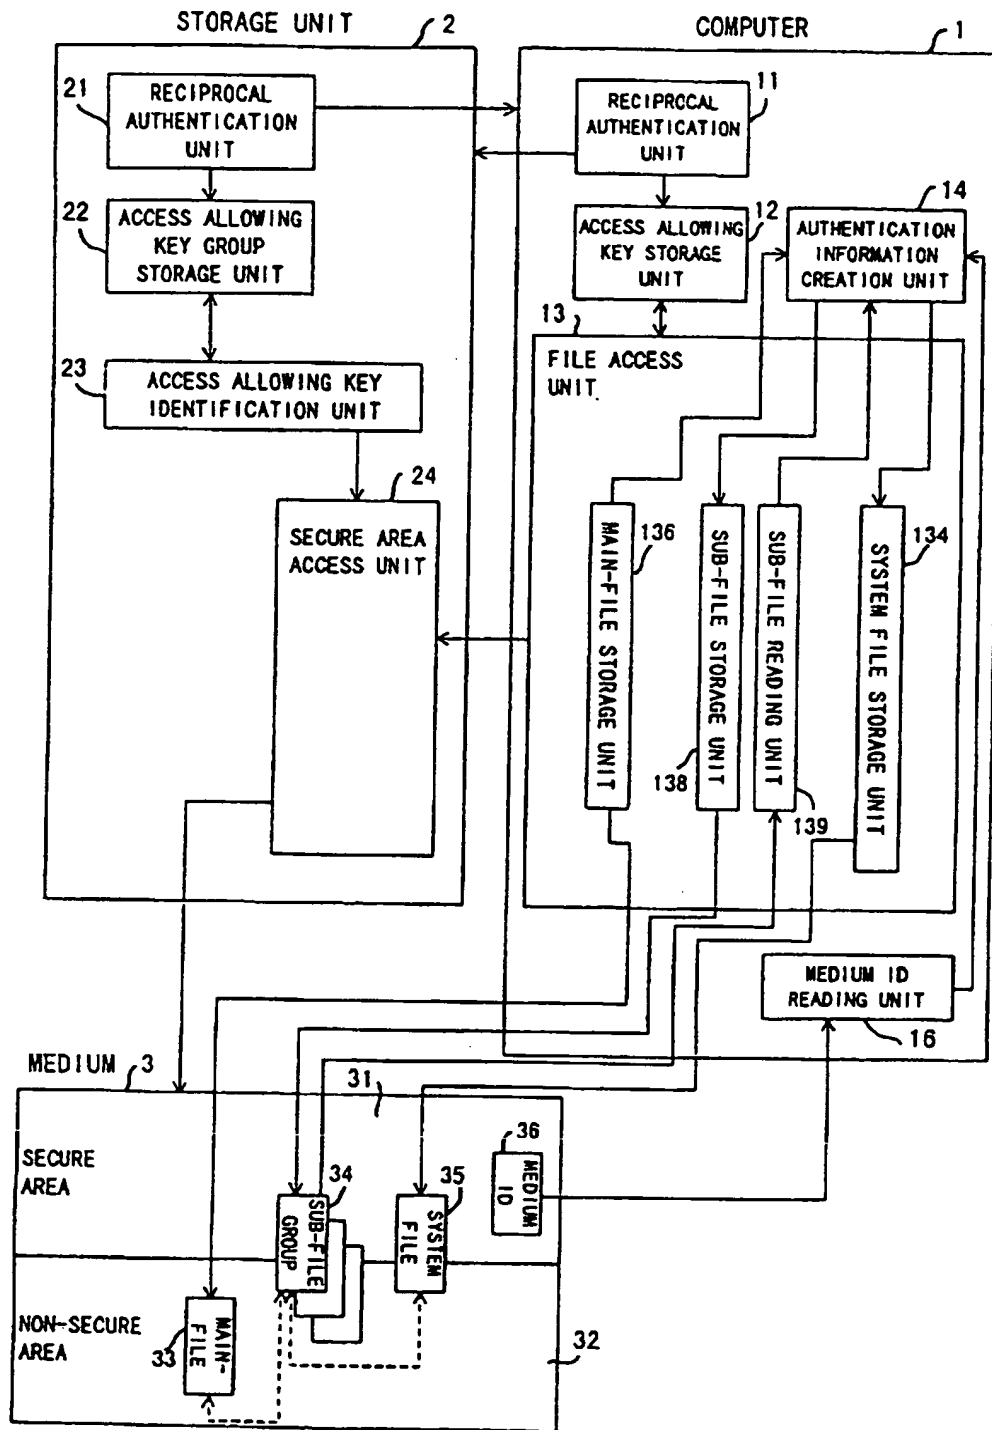 STORAGE UNIT
2
COMPUTER
1
21
RECIPROCAL
AUTHENTICATION
UNIT
11
RECIPROCAL
AUTHENTICATION
UNIT
22
ACCESS ALLOWING
KEY GROUP
STORAGE UNIT
12
ACCESS ALLOWING
KEY STORAGE
UNIT
14
AUTHENTICATION
INFORMATION
CREATION UNIT
23
ACCESS ALLOWING KEY
IDENTIFICATION UNIT
13
FILE ACCESS
UNIT
24
SECURE AREA
ACCESS UNIT
MAIN-FILE STORAGE UNIT
136
SUB-FILE STORAGE UNIT
138
SUB-FILE READING UNIT
139
SYSTEM FILE STORAGE UNIT
134
MEDIUM ID
READING UNIT
16
MEDIUM
3
31
SECURE
AREA
34
SUB-FILE
GROUP
35
SYSTEM
FILE
36
MEDIUM
ID
NON-SECURE
AREA
33
MAIN-
FILE
32